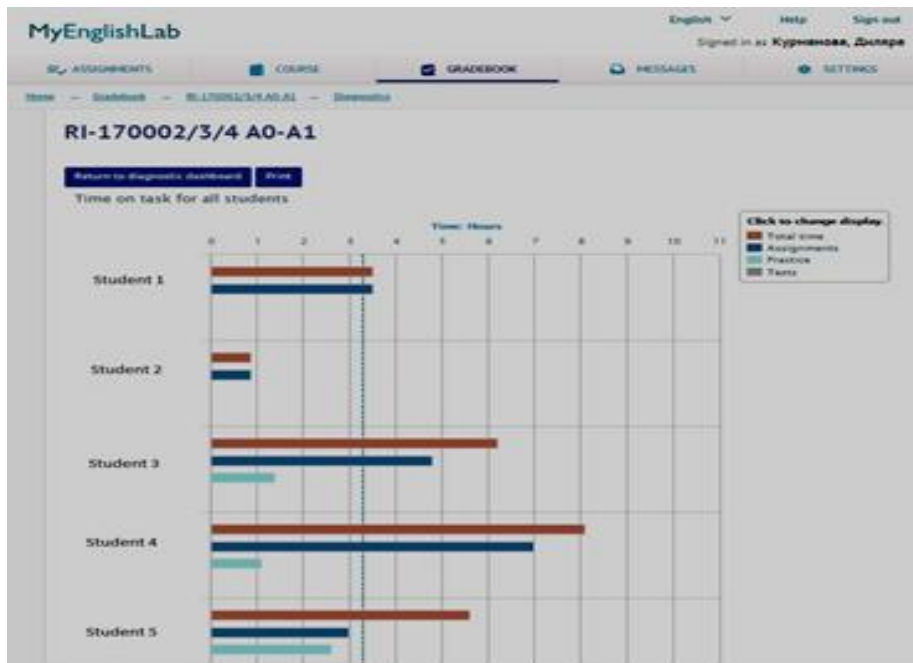 MyEnglishLab
English Help Sign out
Signed in as Курманова, Диляра
ASSIGNMENTS COURSE GRADEBOOK MESSAGES SETTINGS
Home — Gradebook — — Diagnostics
RI-170002/3/4 A0-A1
Return to diagnostic dashboard Print
Time on task for all students
Click to change display
Total time
Assignments
Practice
Tests
Time: Hours
0 1 2 3 4 5 6 7 8 9 10 11
Student 1
Student 2
Student 3
Student 4
Student 5